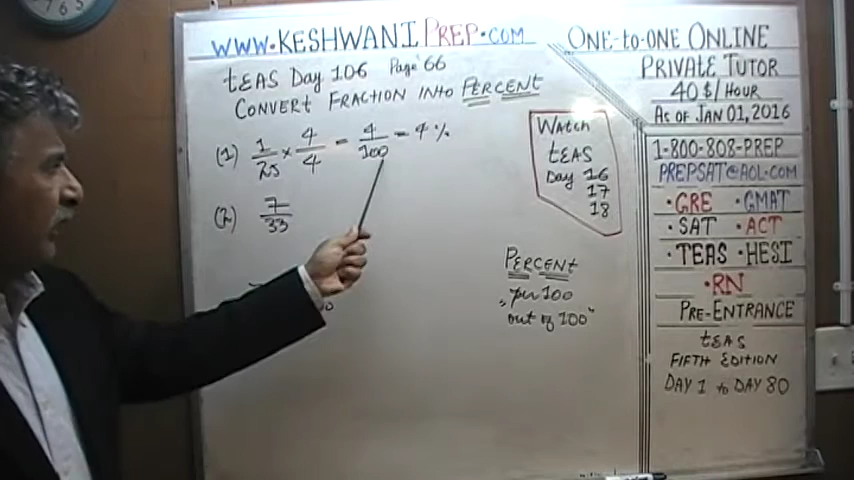 WWW.KESHWANIPREP.COM
TEAS Day 106 Page 66
CONVERT FRACTION INTO PERCENT
(1) 1/25 × 4/4 = 4/100 = 4%
(2) 7/33
Watch
TEAS
Day 16
17
18
PERCENT
"per 100
out of 100"
ONE-to-ONE ONLINE
PRIVATE TUTOR
40 $/HOUR
AS OF JAN 01, 2016
1-800-808-PREP
PREPSAT@AOL.COM
•GRE •GMAT
•SAT •ACT
•TEAS •HESI
•RN
PRE-ENTRANCE
TEAS
FIFTH EDITION
DAY 1 to DAY 80